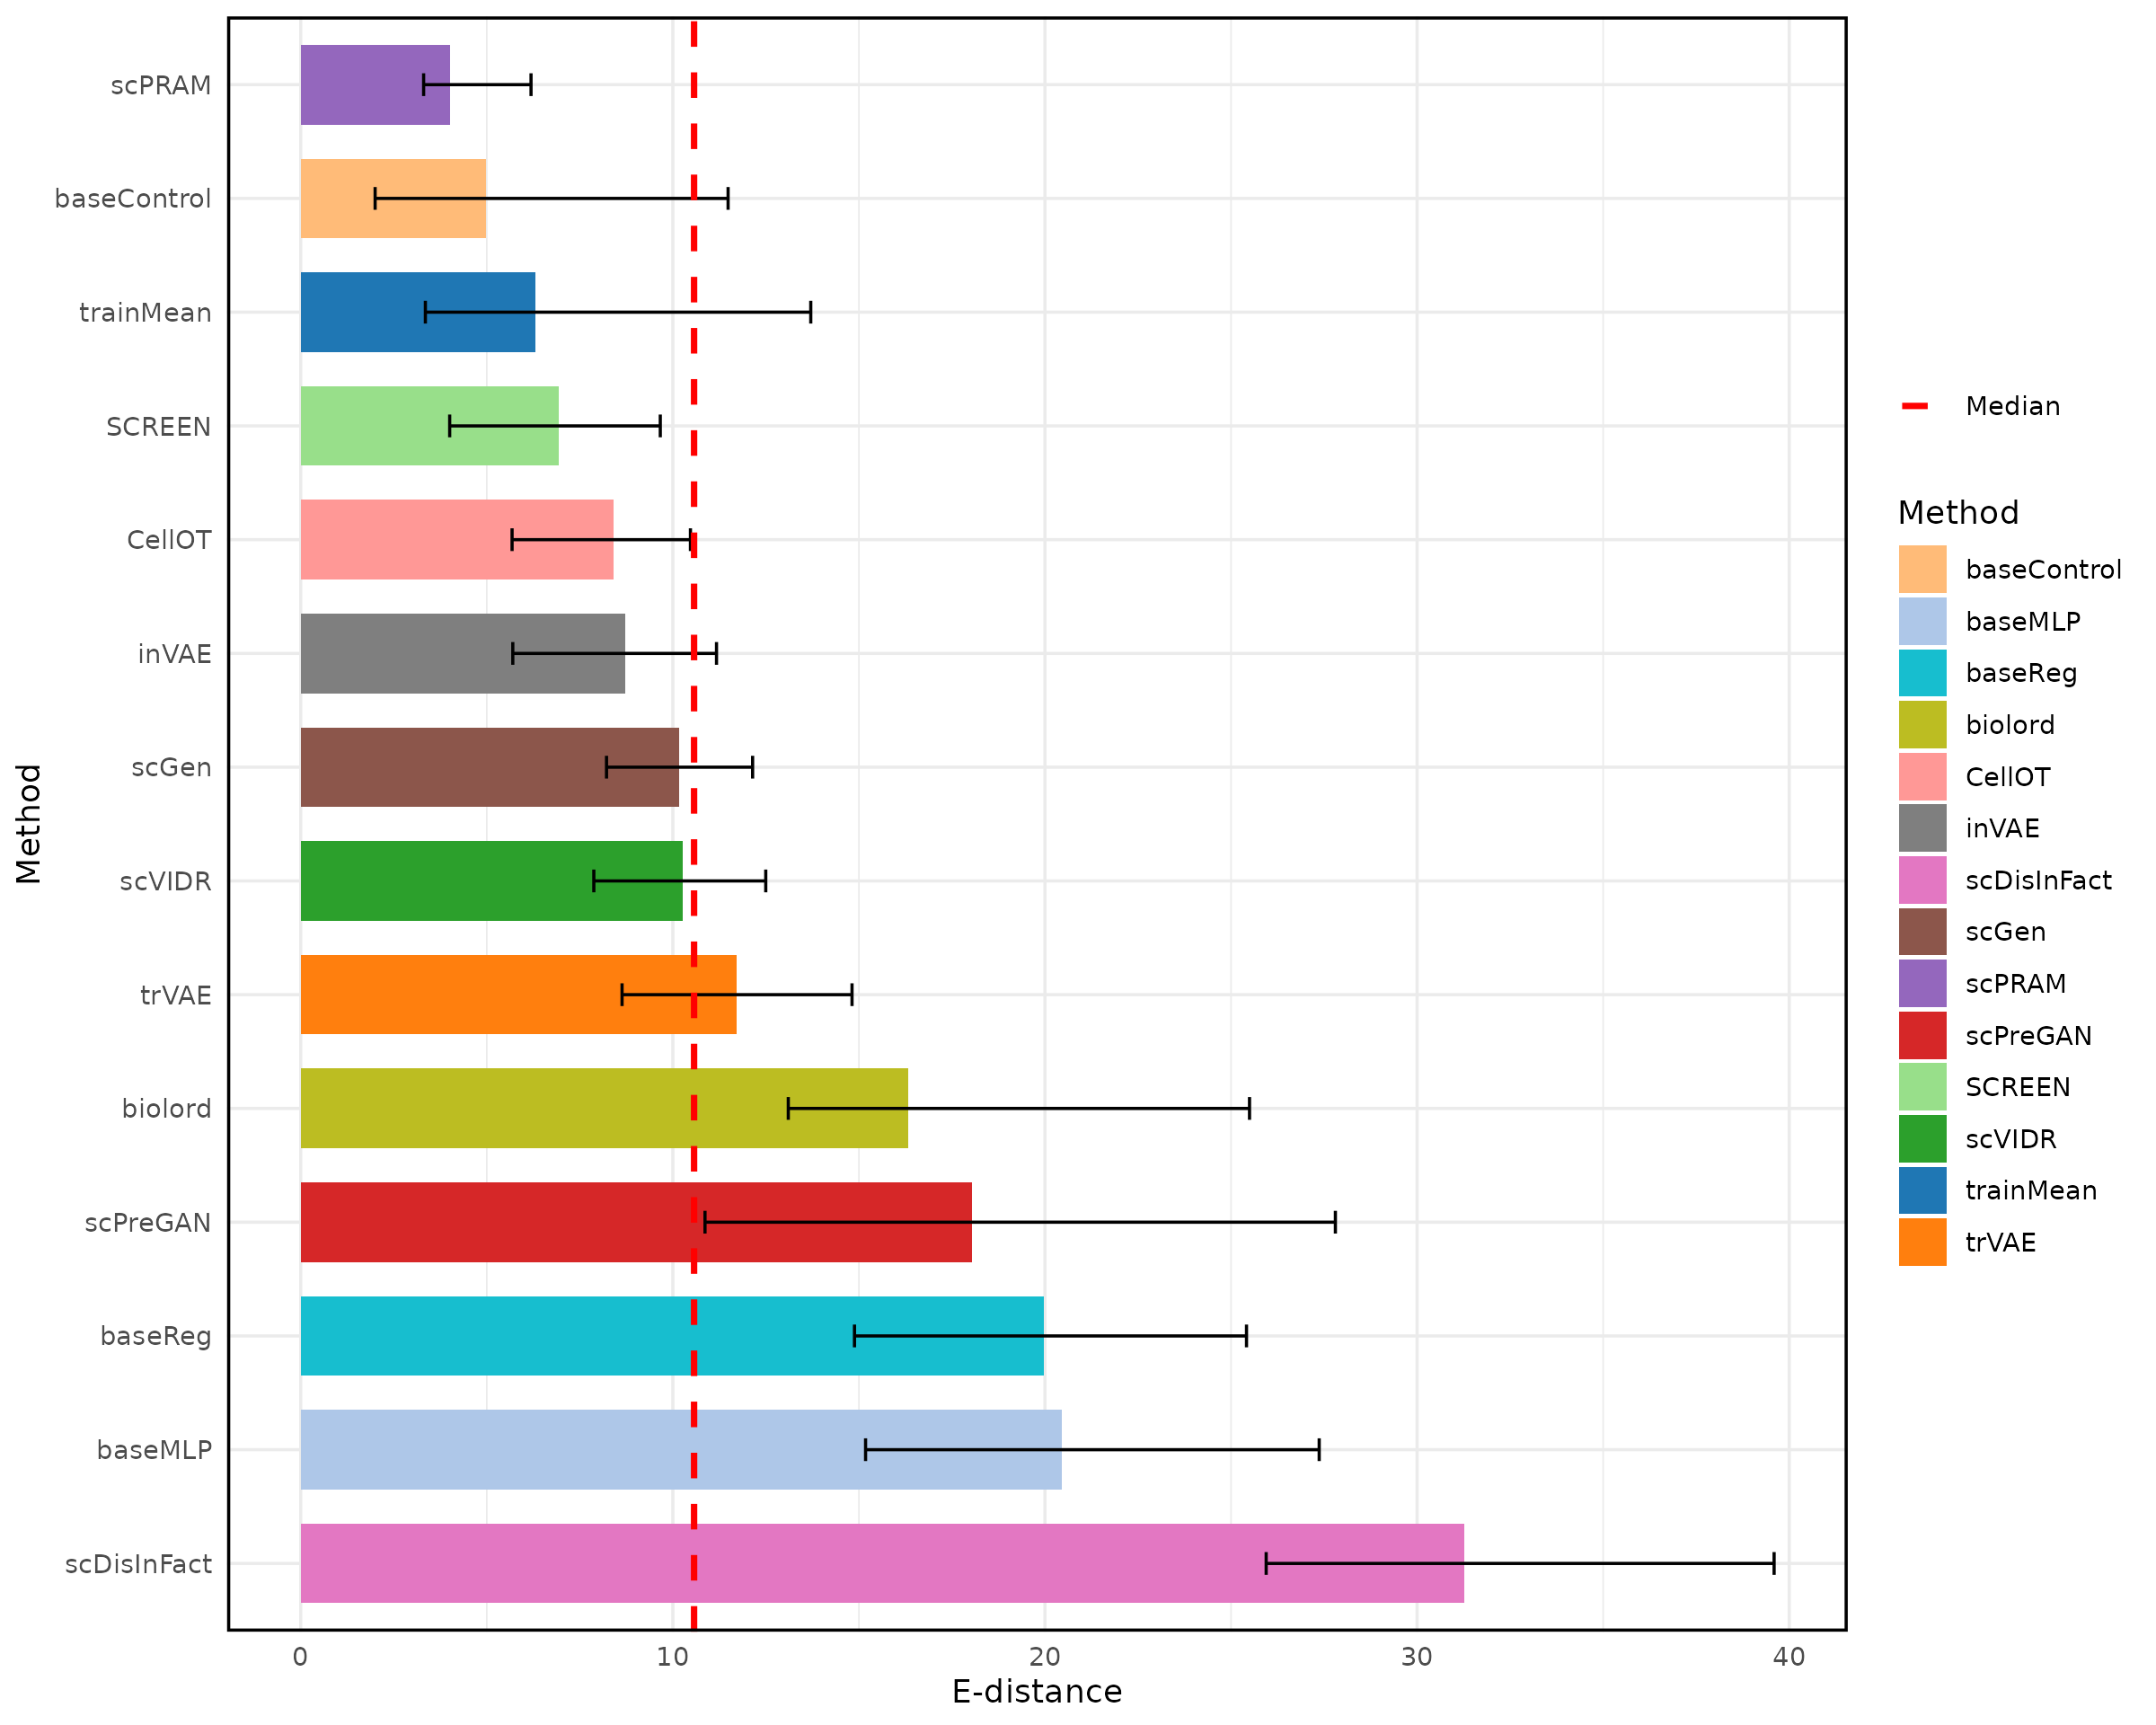 Method
scPRAM
baseControl
trainMean
SCREEN
CellOT
inVAE
scGen
scVIDR
trVAE
biolord
scPreGAN
baseReg
baseMLP
scDisInFact
0 10 20 30 40
E-distance
Median
Method
baseControl
baseMLP
baseReg
biolord
CellOT
inVAE
scDisInFact
scGen
scPRAM
scPreGAN
SCREEN
scVIDR
trainMean
trVAE